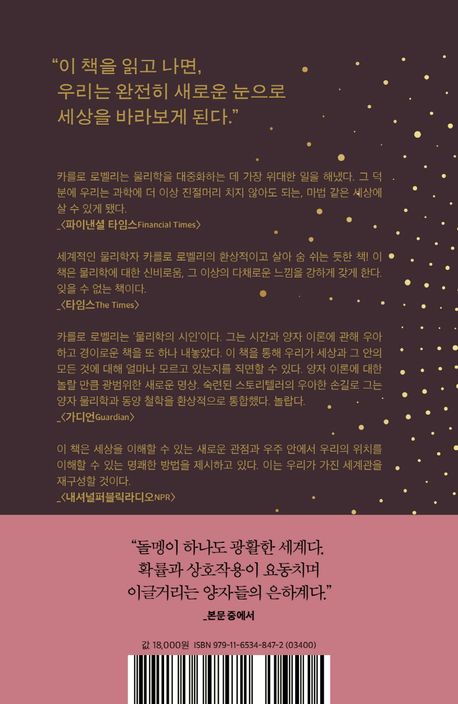 “이 책을 읽고 나면,
우리는 완전히 새로운 눈으로
세상을 바라보게 된다.”
카를로 로벨리는 물리학을 대중화하는 데 가장 위대한 일을 해냈다. 그 덕
분에 우리는 과학에 더 이상 진절머리 치지 않아도 되는, 마법 같은 세상에
살 수 있게 됐다.
_〈파이낸셜 타임스Financial Times〉
세계적인 물리학자 카를로 로벨리의 환상적이고 살아 숨 쉬는 듯한 책! 이
책은 물리학에 대한 신비로움, 그 이상의 다채로운 느낌을 강하게 갖게 한다.
잊을 수 없는 책이다.
_〈타임스The Times〉
카를로 로벨리는 ‘물리학의 시인’이다. 그는 시간과 양자 이론에 관해 우아
하고 경이로운 책을 또 하나 내놓았다. 이 책을 통해 우리가 세상과 그 안의
모든 것에 대해 얼마나 모르고 있는지를 직면할 수 있다. 양자 이론에 대한
놀랄 만큼 광범위한 새로운 명상. 숙련된 스토리텔러의 우아한 손길로 그는
양자 물리학과 동양 철학을 환상적으로 통합했다. 놀랍다.
_〈가디언Guardian〉
이 책은 세상을 이해할 수 있는 새로운 관점과 우주 안에서 우리의 위치를
이해할 수 있는 명쾌한 방법을 제시하고 있다. 이는 우리가 가진 세계관을
재구성할 것이다.
_〈내셔널퍼블릭라디오NPR〉
“돌멩이 하나도 광활한 세계다.
확률과 상호작용이 요동치며
이글거리는 양자들의 은하계다.”
_본문 중에서
값 18,000원 ISBN 979-11-6534-847-2 (03400)